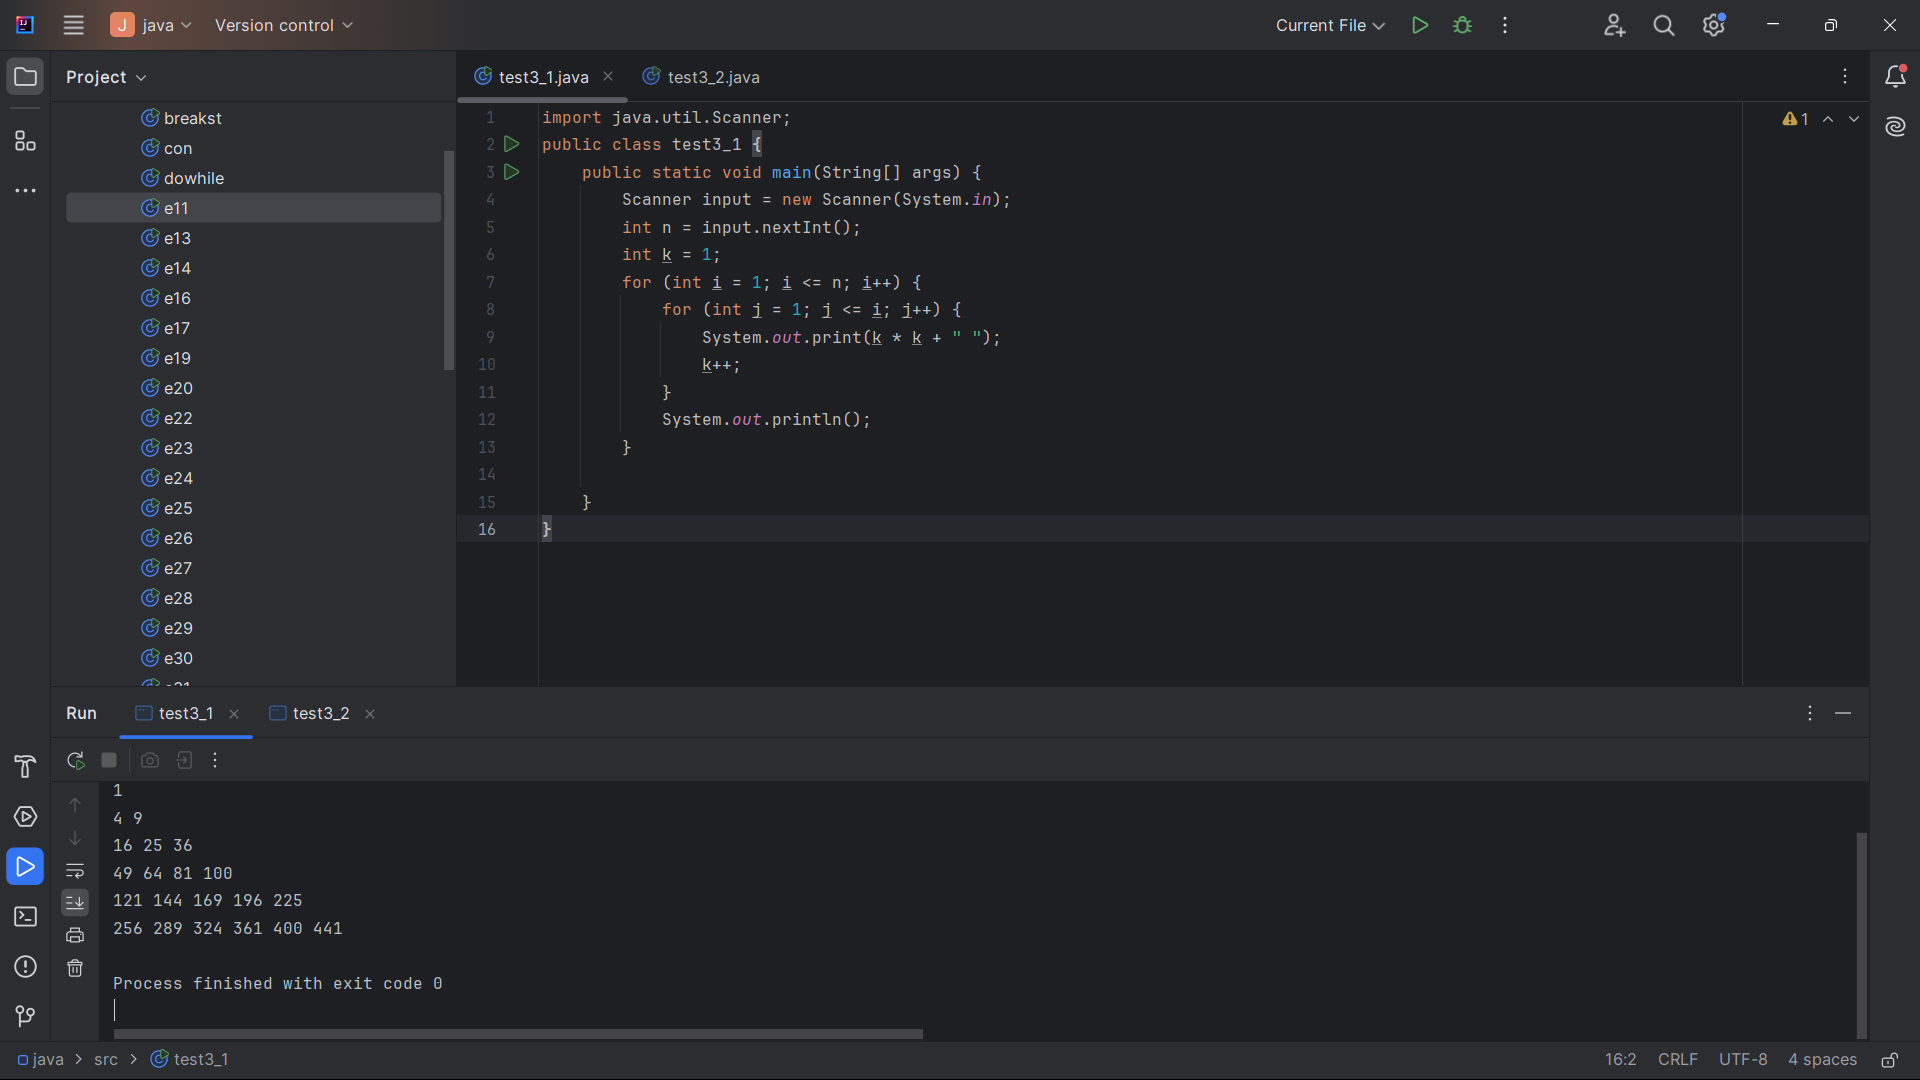 J java Version control
Current File
Project
test3_1.java
test3_2.java
breakst
con
dowhile
e11
e13
e14
e16
e17
e19
e20
e22
e23
e24
e25
e26
e27
e28
e29
e30
1 import java.util.Scanner;
2 public class test3_1 {
3 public static void main(String[] args) {
4 Scanner input = new Scanner(System.in);
5 int n = input.nextInt();
6 int k = 1;
7 for (int i = 1; i <= n; i++) {
8 for (int j = 1; j <= i; j++) {
9 System.out.print(k * k + " ");
10 k++;
11 }
12 System.out.println();
13 }
14
15 }
16 }
1
Run test3_1 test3_2
1
4 9
16 25 36
49 64 81 100
121 144 169 196 225
256 289 324 361 400 441
Process finished with exit code 0
java > src > test3_1
16:2 CRLF UTF-8 4 spaces